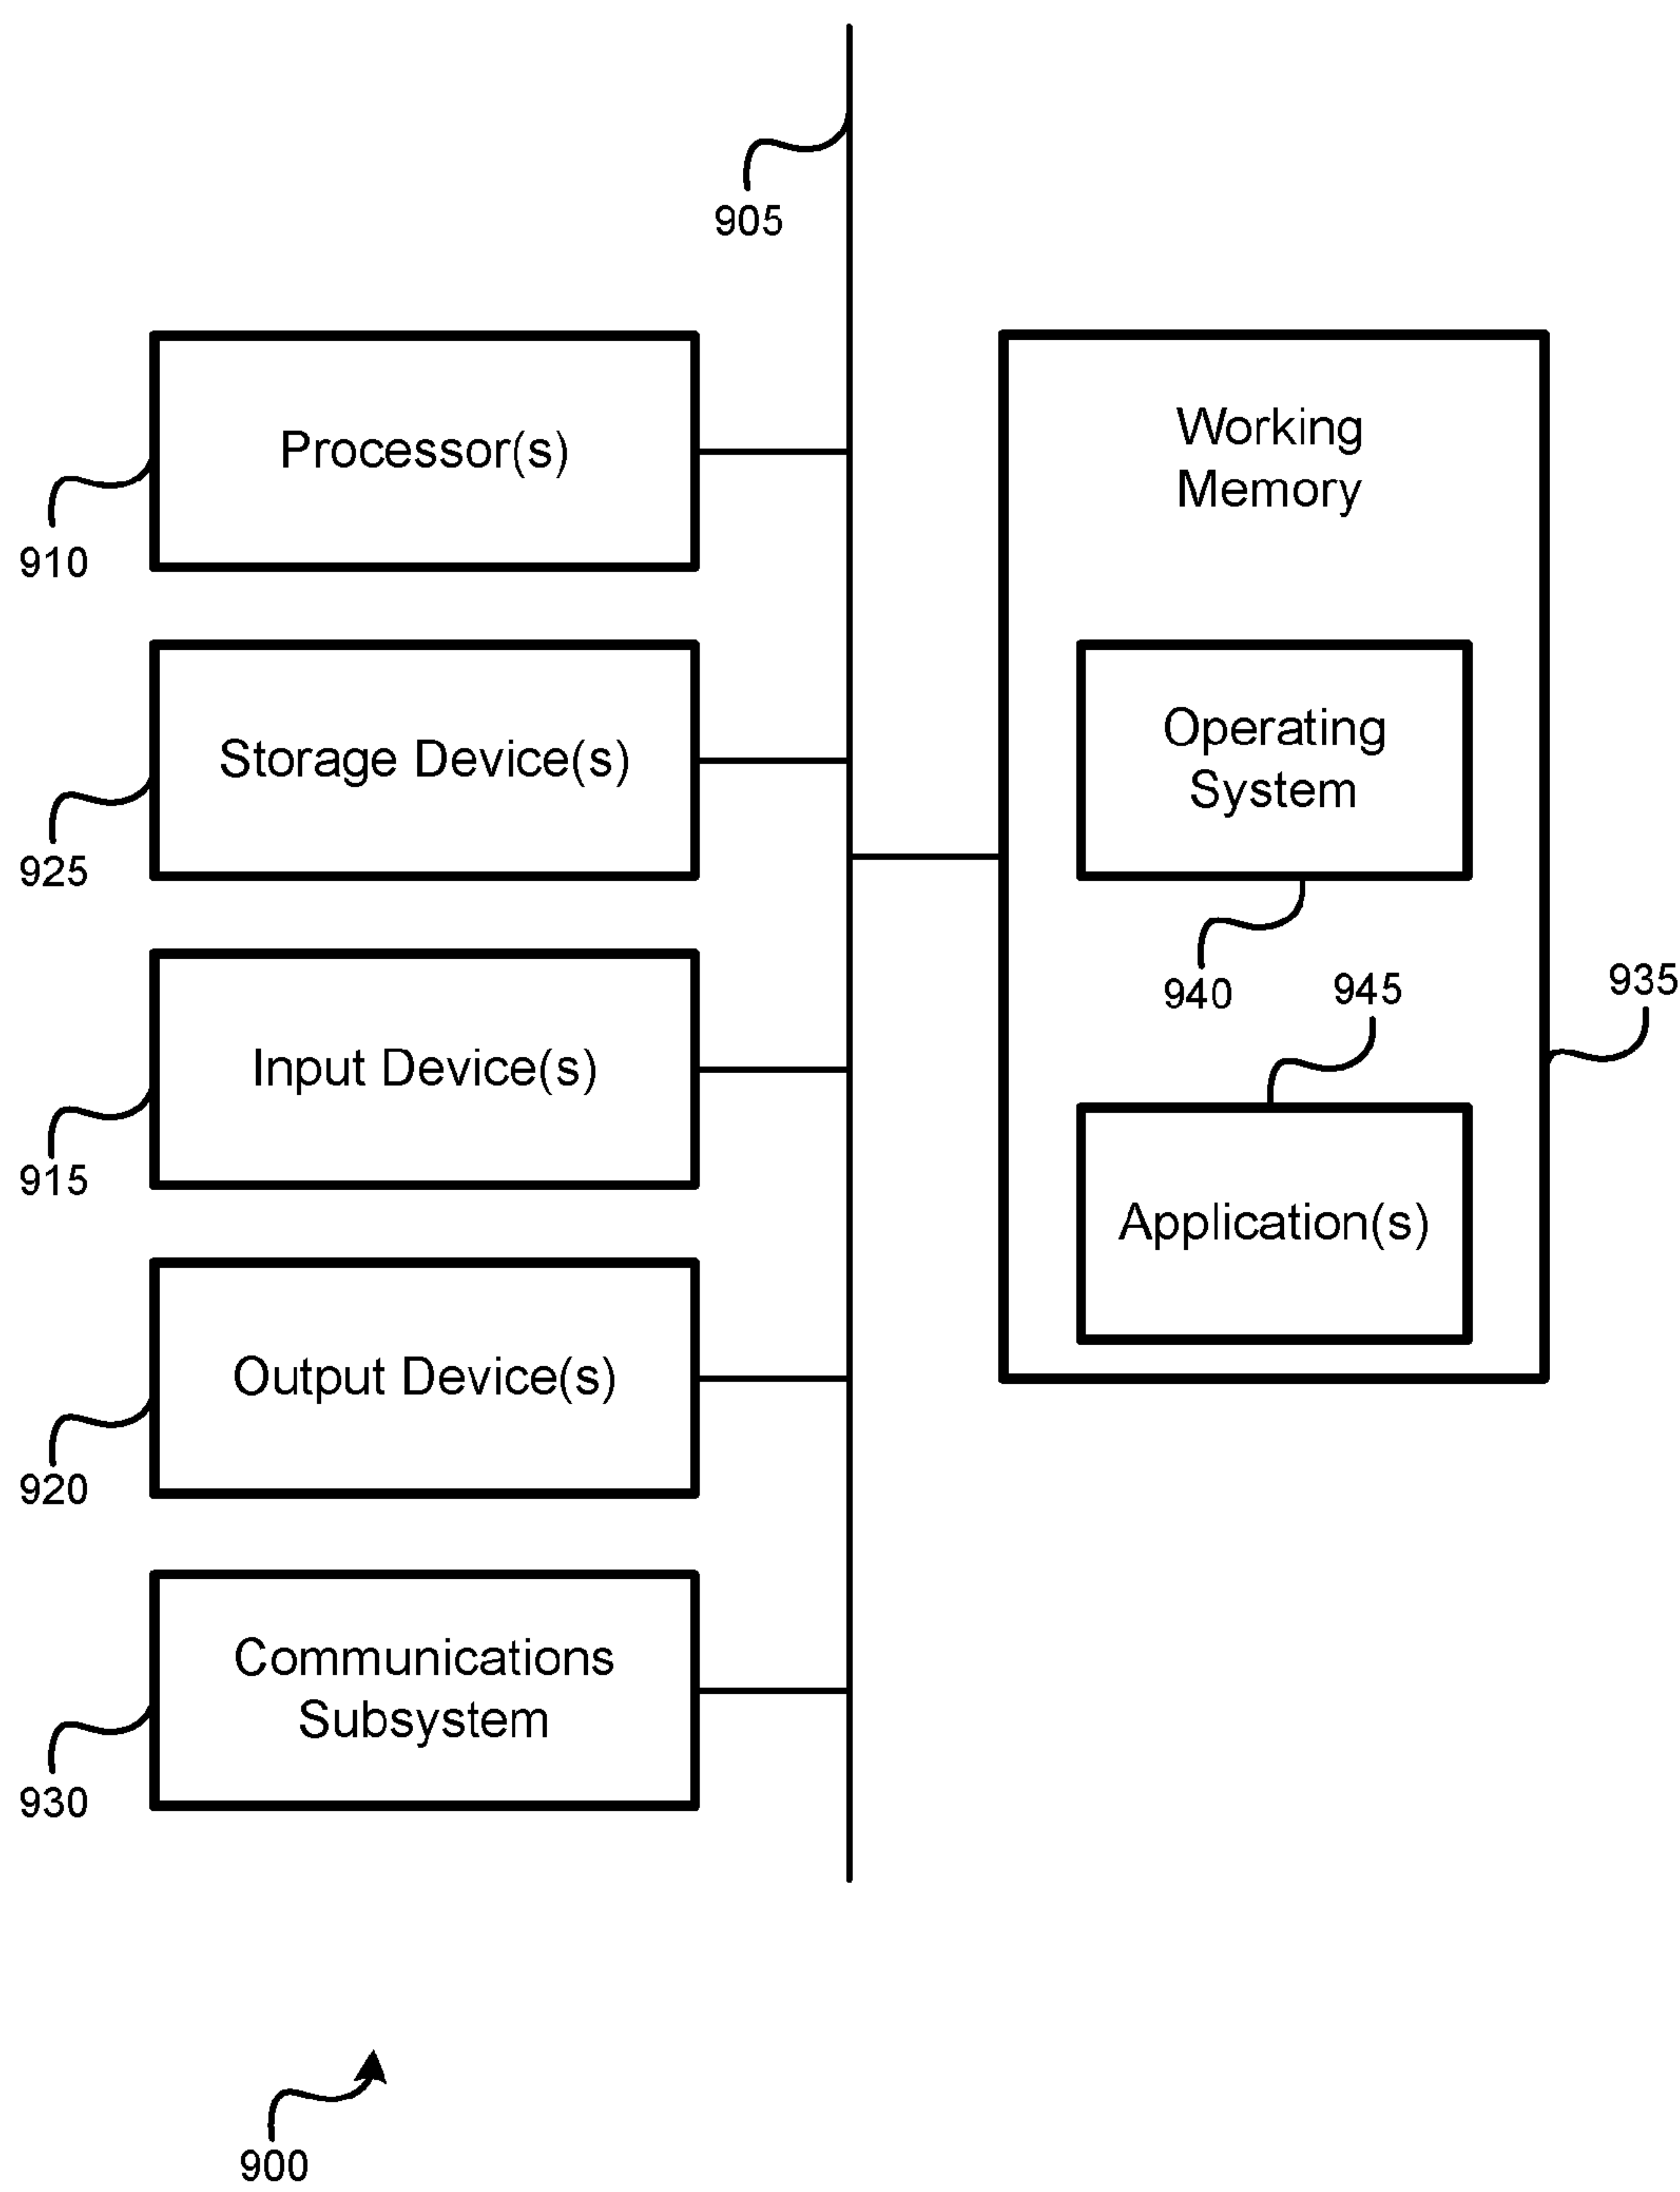 905
Processor(s)
910
Storage Device(s)
925
Input Device(s)
915
Output Device(s)
920
Communications
Subsystem
930
Working
Memory
Operating
System
940
945
935
Application(s)
900